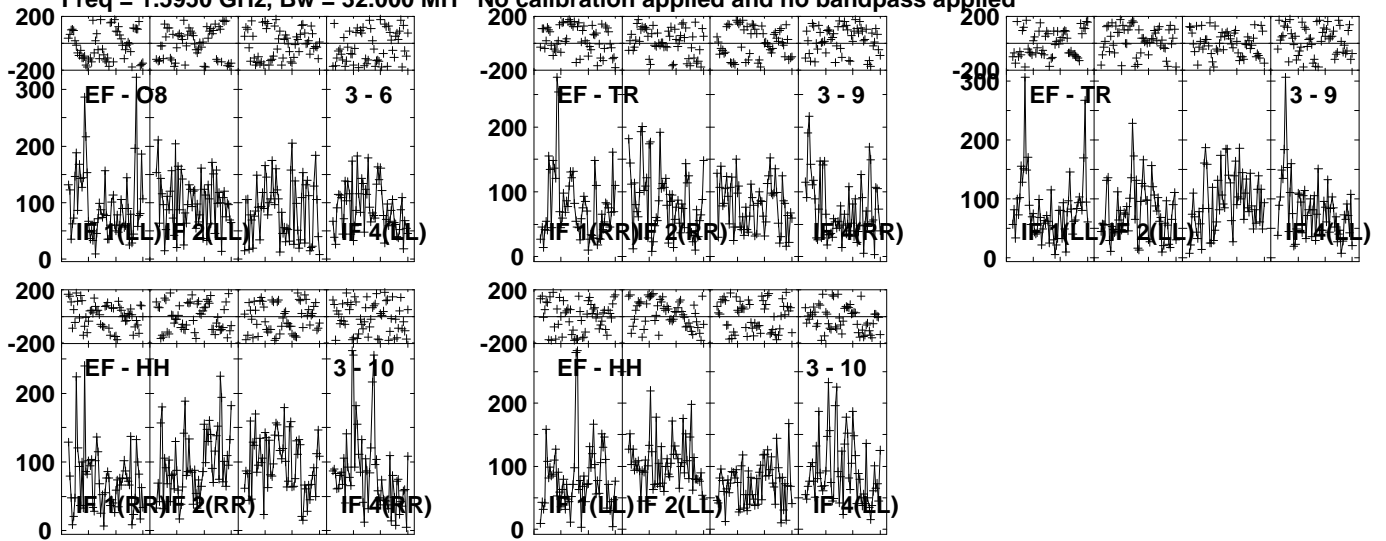 Freq = 1.5950 GHz, Bw = 32.000 MH No calibration applied and no bandpass applied
200 200 200
-200 -200 -200
300 EF - O8 3 - 6 EF - TR 3 - 9 300 EF - TR 3 - 9
200 200 200
100 100 100
IF 1(LL) IF 2(LL) IF 4(LL) IF 1(RR) IF 2(RR) IF 4(RR) IF 1(LL) IF 2(LL) IF 4(LL)
0 0 0
200 200
-200 -200
EF - HH 3 - 10 EF - HH 3 - 10
200 200
100 100
IF 1(RR) IF 2(RR) IF 4(RR) IF 1(LL) IF 2(LL) IF 4(LL)
0 0